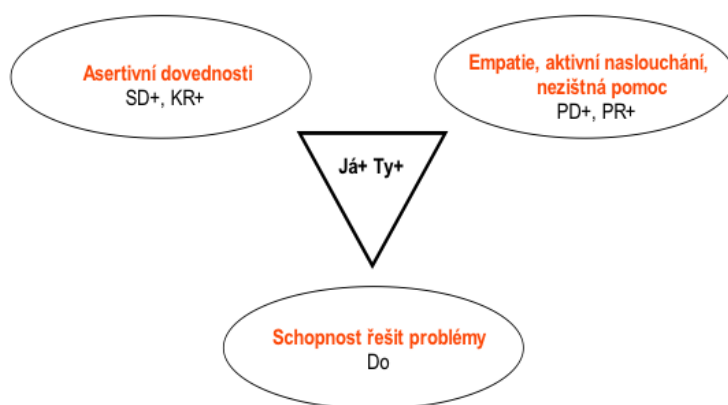 Asertivní dovednosti
SD+, KR+
Empatie, aktivní naslouchání,
nezištná pomoc
PD+, PR+
Já+ Ty+
Schopnost řešit problémy
Do